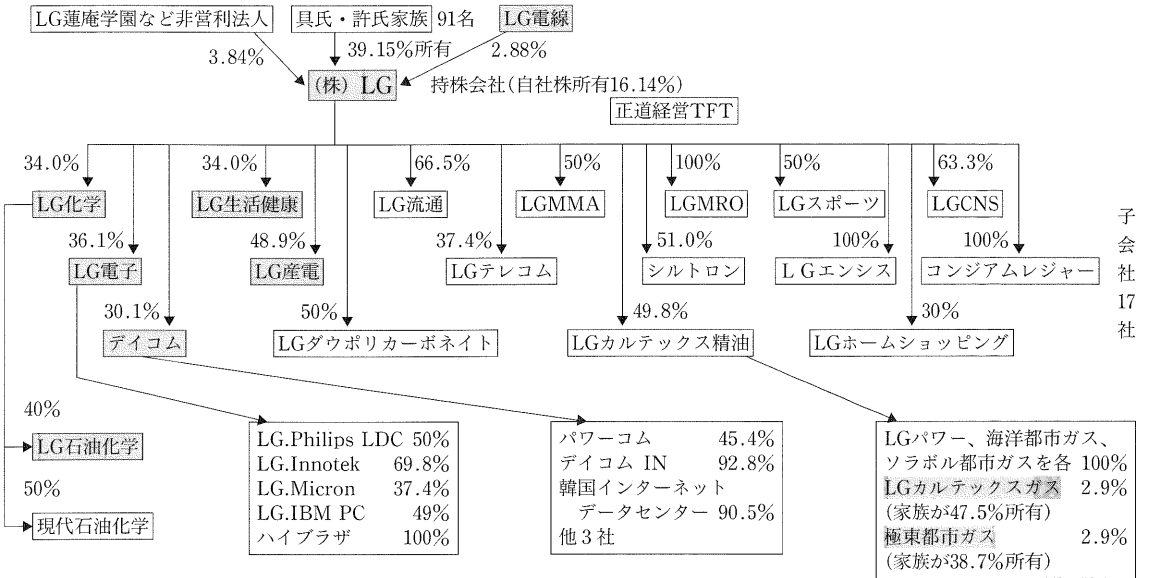 LG蓮庵学園など非営利法人
具氏・許氏家族 91名
LG電線
3.84%
39.15%所有
2.88%
(株) LG
持株会社(自社株所有16.14%)
正道経営TFT
34.0%
34.0%
66.5%
50%
100%
50%
63.3%
LG化学
LG生活健康
LG流通
LGMMA
LGMRO
LGスポーツ
LGCNS
36.1%
48.9%
37.4%
51.0%
100%
100%
LG電子
LG産電
LGテレコム
シルトロン
LGエンシス
コンジアムレジャー
子会社17社
30.1%
50%
49.8%
30%
デイコム
LGダウポリカーボネイト
LGカルテックス精油
LGホームショッピング
40%
LG石油化学
50%
現代石油化学
LG.Philips LDC 50%
LG.Innotek 69.8%
LG.Micron 37.4%
LG.IBM PC 49%
ハイプラザ 100%
パワーコム 45.4%
デイコム IN 92.8%
韓国インターネット
データセンター 90.5%
他3社
LGパワー、海洋都市ガス、
ソラボル都市ガスを各 100%
LGカルテックスガス 2.9%
(家族が47.5%所有)
極東都市ガス 2.9%
(家族が38.7%所有)